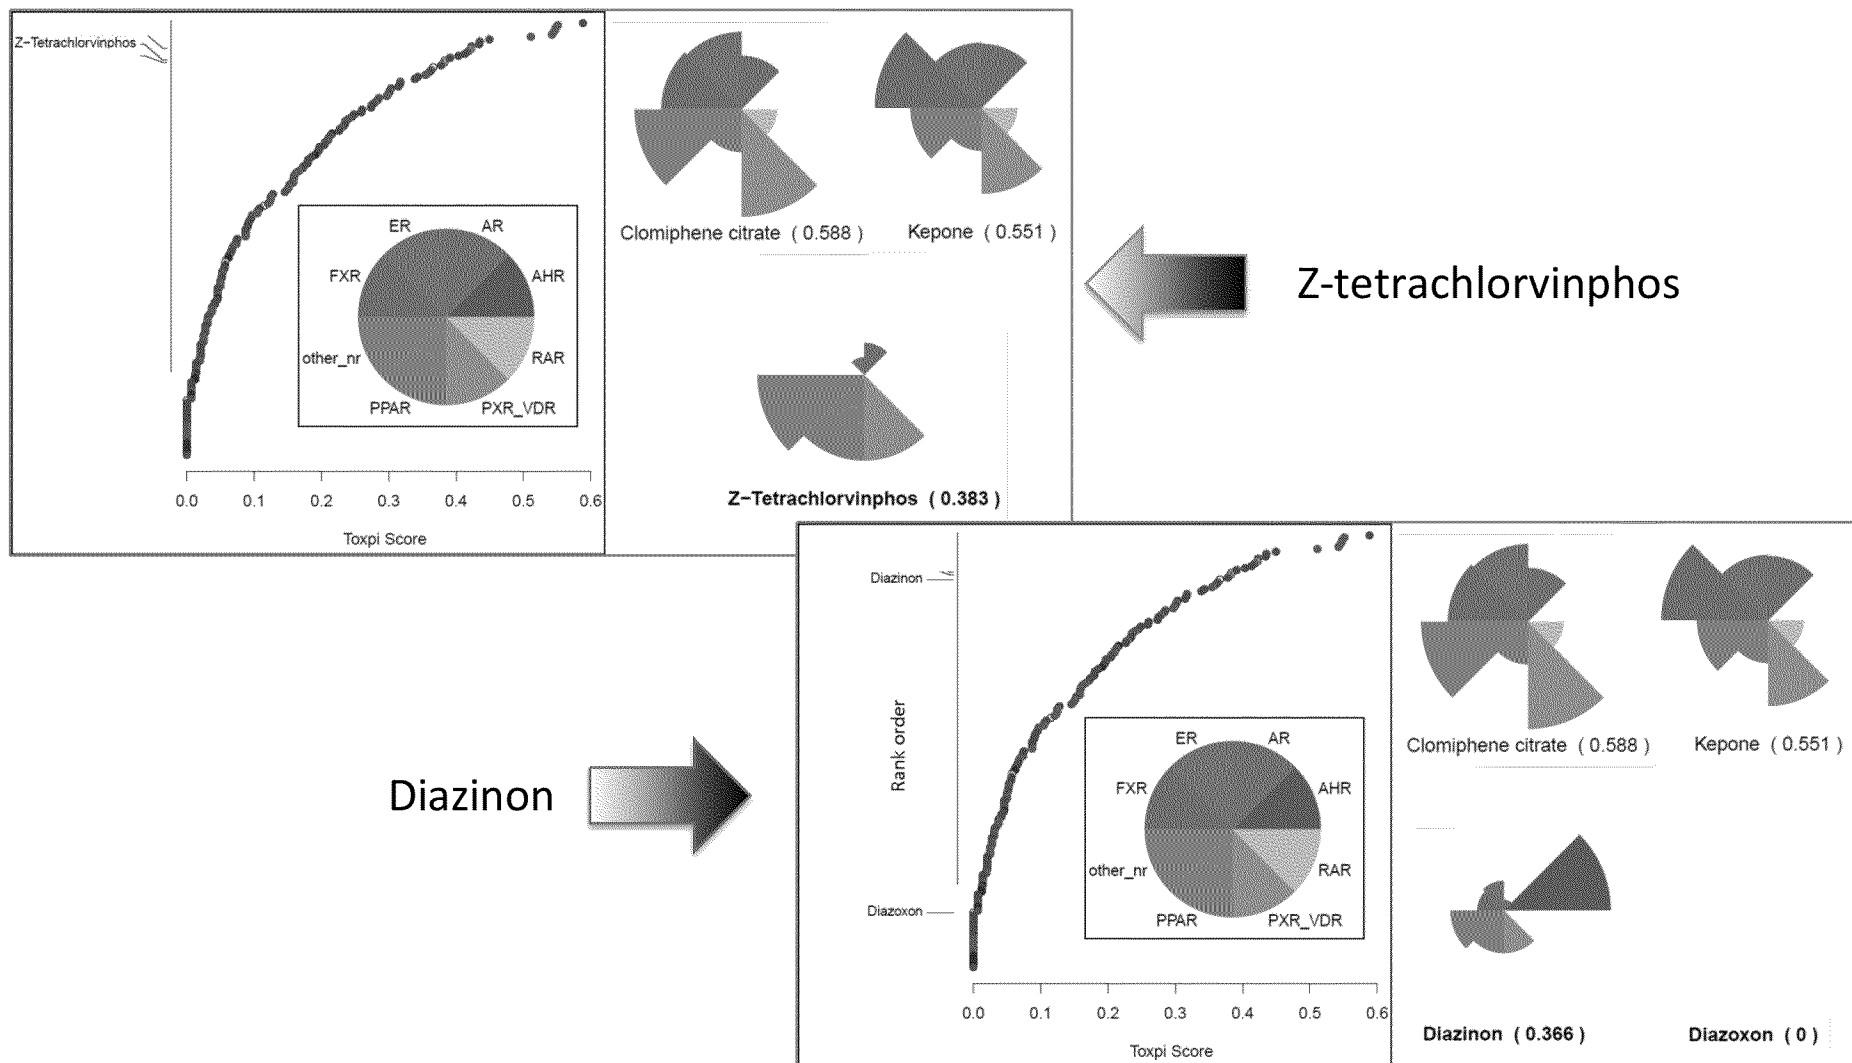 Z−Tetrachlorvinphos
ER AR
FXR AHR
other_nr RAR
PPAR PXR_VDR
0.0 0.1 0.2 0.3 0.4 0.5 0.6
Toxpi Score
Clomiphene citrate ( 0.588 ) Kepone ( 0.551 )
Z−Tetrachlorvinphos ( 0.383 )
Z-tetrachlorvinphos
Diazinon
Diazinon
Rank order
Diazoxon
ER AR
FXR AHR
other_nr RAR
PPAR PXR_VDR
0.0 0.1 0.2 0.3 0.4 0.5 0.6
Toxpi Score
Clomiphene citrate ( 0.588 ) Kepone ( 0.551 )
Diazinon ( 0.366 ) Diazoxon ( 0 )